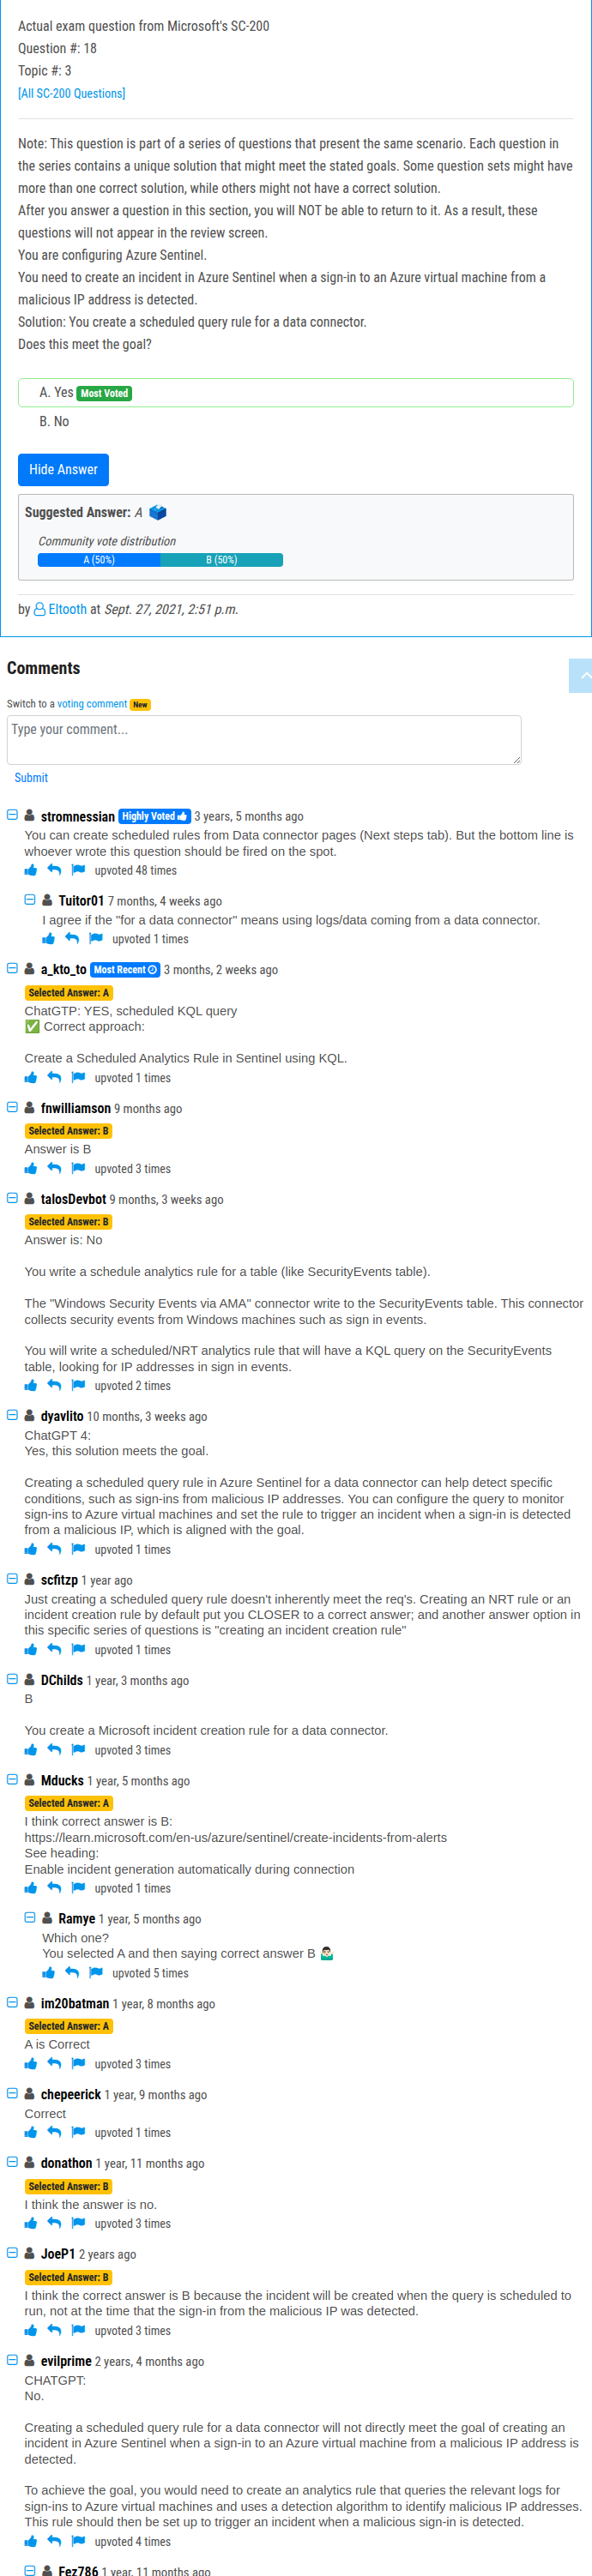 Actual exam question from Microsoft's SC-200
Question #: 18
Topic #: 3
[All SC-200 Questions]
Note: This question is part of a series of questions that present the same scenario. Each question in
the series contains a unique solution that might meet the stated goals. Some question sets might have
more than one correct solution, while others might not have a correct solution.
After you answer a question in this section, you will NOT be able to return to it. As a result, these
questions will not appear in the review screen.
You are configuring Azure Sentinel.
You need to create an incident in Azure Sentinel when a sign-in to an Azure virtual machine from a
malicious IP address is detected.
Solution: You create a scheduled query rule for a data connector.
Does this meet the goal?
A. Yes Most Voted
B. No
Hide Answer
Suggested Answer: A
Community vote distribution
A (50%) B (50%)
by Eltooth at Sept. 27, 2021, 2:51 p.m.
Comments
Switch to a voting comment New
Type your comment...
Submit
stromnessian Highly Voted 3 years, 5 months ago
You can create scheduled rules from Data connector pages (Next steps tab). But the bottom line is
whoever wrote this question should be fired on the spot.
upvoted 48 times
Tuitor01 7 months, 4 weeks ago
I agree if the "for a data connector" means using logs/data coming from a data connector.
upvoted 1 times
a_kto_to Most Recent 3 months, 2 weeks ago
Selected Answer: A
ChatGTP: YES, scheduled KQL query
✅ Correct approach:
Create a Scheduled Analytics Rule in Sentinel using KQL.
upvoted 1 times
fnwilliamson 9 months ago
Selected Answer: B
Answer is B
upvoted 3 times
talosDevbot 9 months, 3 weeks ago
Selected Answer: B
Answer is: No
You write a schedule analytics rule for a table (like SecurityEvents table).
The "Windows Security Events via AMA" connector write to the SecurityEvents table. This connector
collects security events from Windows machines such as sign in events.
You will write a scheduled/NRT analytics rule that will have a KQL query on the SecurityEvents
table, looking for IP addresses in sign in events.
upvoted 2 times
dyavlito 10 months, 3 weeks ago
ChatGPT 4:
Yes, this solution meets the goal.
Creating a scheduled query rule in Azure Sentinel for a data connector can help detect specific
conditions, such as sign-ins from malicious IP addresses. You can configure the query to monitor
sign-ins to Azure virtual machines and set the rule to trigger an incident when a sign-in is detected
from a malicious IP, which is aligned with the goal.
upvoted 1 times
scfitzp 1 year ago
Just creating a scheduled query rule doesn't inherently meet the req's. Creating an NRT rule or an
incident creation rule by default put you CLOSER to a correct answer; and another answer option in
this specific series of questions is "creating an incident creation rule"
upvoted 1 times
DChilds 1 year, 3 months ago
B
You create a Microsoft incident creation rule for a data connector.
upvoted 3 times
Mducks 1 year, 5 months ago
Selected Answer: A
I think correct answer is B:
https://learn.microsoft.com/en-us/azure/sentinel/create-incidents-from-alerts
See heading:
Enable incident generation automatically during connection
upvoted 1 times
Ramye 1 year, 5 months ago
Which one?
You selected A and then saying correct answer B 🤷🏻‍♂️
upvoted 5 times
im20batman 1 year, 8 months ago
Selected Answer: A
A is Correct
upvoted 3 times
chepeerick 1 year, 9 months ago
Correct
upvoted 1 times
donathon 1 year, 11 months ago
Selected Answer: B
I think the answer is no.
upvoted 3 times
JoeP1 2 years ago
Selected Answer: B
I think the correct answer is B because the incident will be created when the query is scheduled to
run, not at the time that the sign-in from the malicious IP was detected.
upvoted 3 times
evilprime 2 years, 4 months ago
CHATGPT:
No.
Creating a scheduled query rule for a data connector will not directly meet the goal of creating an
incident in Azure Sentinel when a sign-in to an Azure virtual machine from a malicious IP address is
detected.
To achieve the goal, you would need to create an analytics rule that queries the relevant logs for
sign-ins to Azure virtual machines and uses a detection algorithm to identify malicious IP addresses.
This rule should then be set up to trigger an incident when a malicious sign-in is detected.
upvoted 4 times
Fez786 1 year, 11 months ago